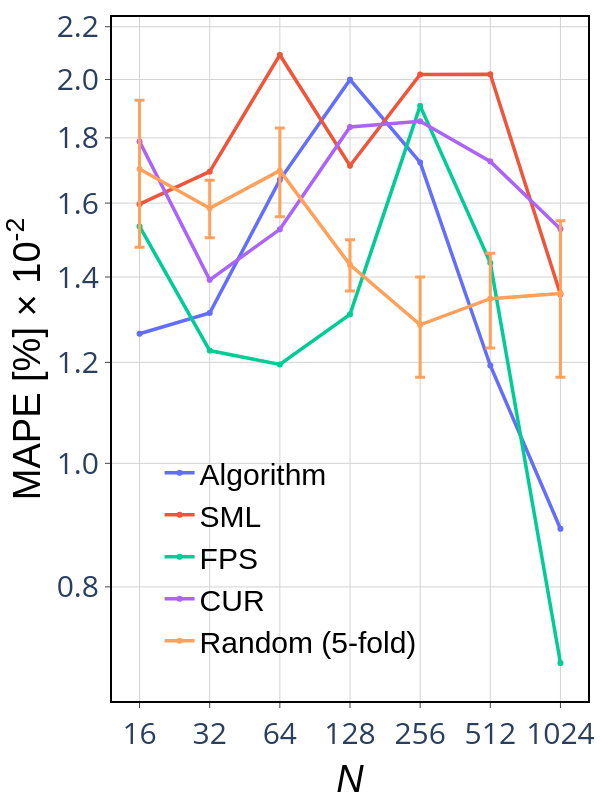 2.2
2.0
1.8
1.6
1.4
1.2
1.0
0.8
MAPE [%] × 10⁻²
Algorithm
SML
FPS
CUR
Random (5-fold)
16 32 64 128 256 512 1024
N